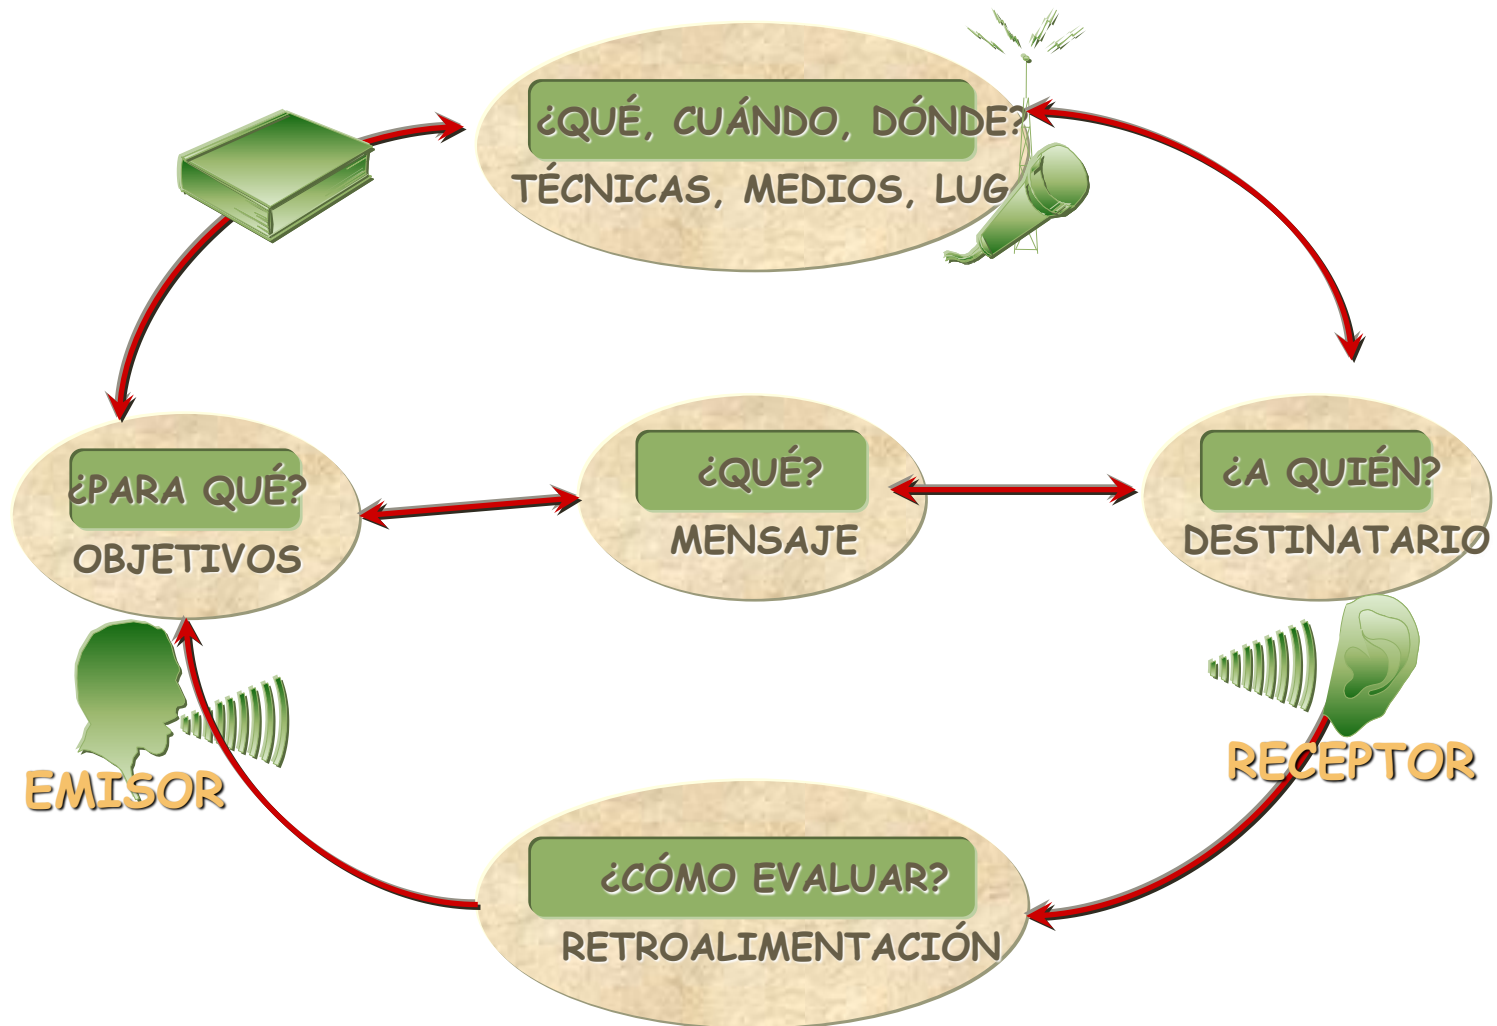 ¿QUÉ, CUÁNDO, DÓNDE?
TÉCNICAS, MEDIOS, LUG
¿PARA QUÉ?
OBJETIVOS
¿QUÉ?
MENSAJE
¿A QUIÉN?
DESTINATARIO
EMISOR
RECEPTOR
¿CÓMO EVALUAR?
RETROALIMENTACIÓN